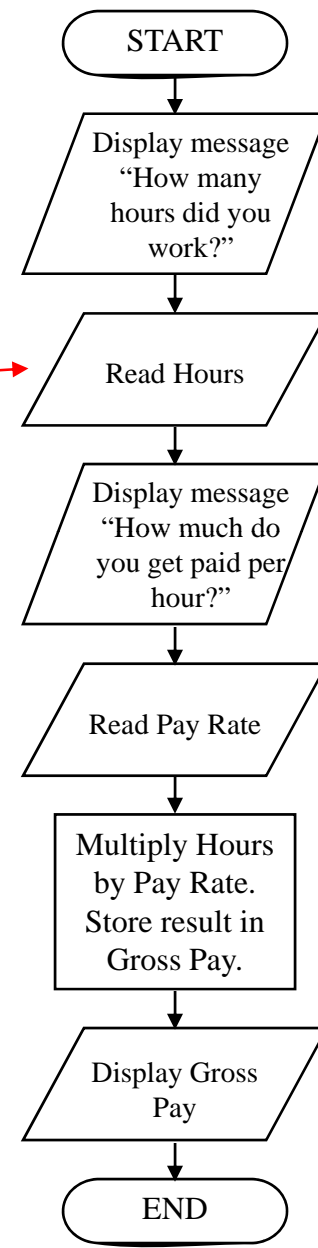 START
Display message
“How many
hours did you
work?”
Read Hours
Display message
“How much do
you get paid per
hour?”
Read Pay Rate
Multiply Hours
by Pay Rate.
Store result in
Gross Pay.
Display Gross
Pay
END